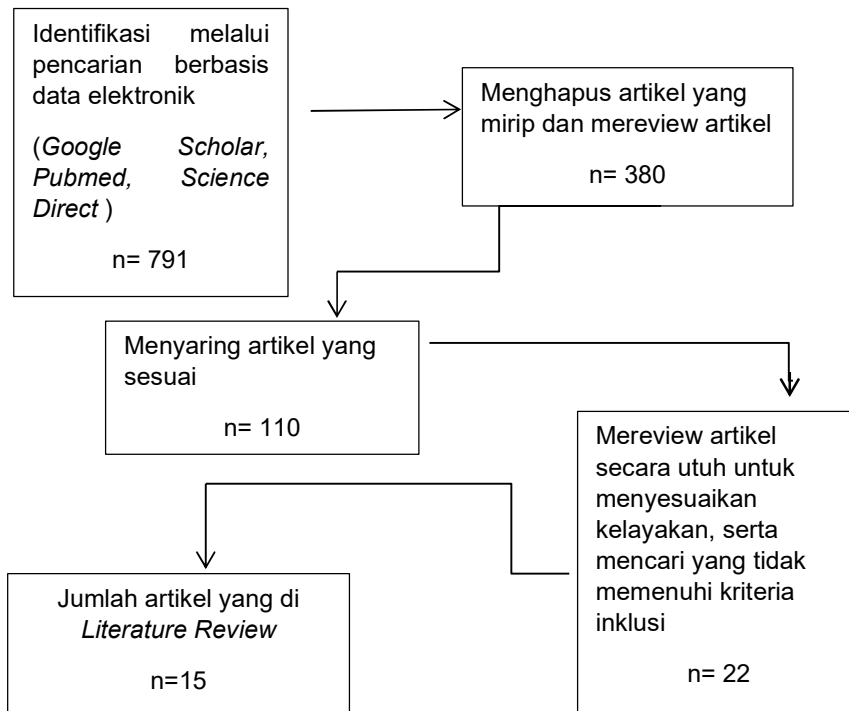 Identifikasi melalui
pencarian berbasis
data elektronik
(Google Scholar,
Pubmed, Science
Direct )
n= 791
Menghapus artikel yang
mirip dan mereview artikel
n= 380
Menyaring artikel yang
sesuai
n= 110
Mereview artikel
secara utuh untuk
menyesuaikan
kelayakan, serta
mencari yang tidak
memenuhi kriteria
inklusi
n= 22
Jumlah artikel yang di
Literature Review
n=15